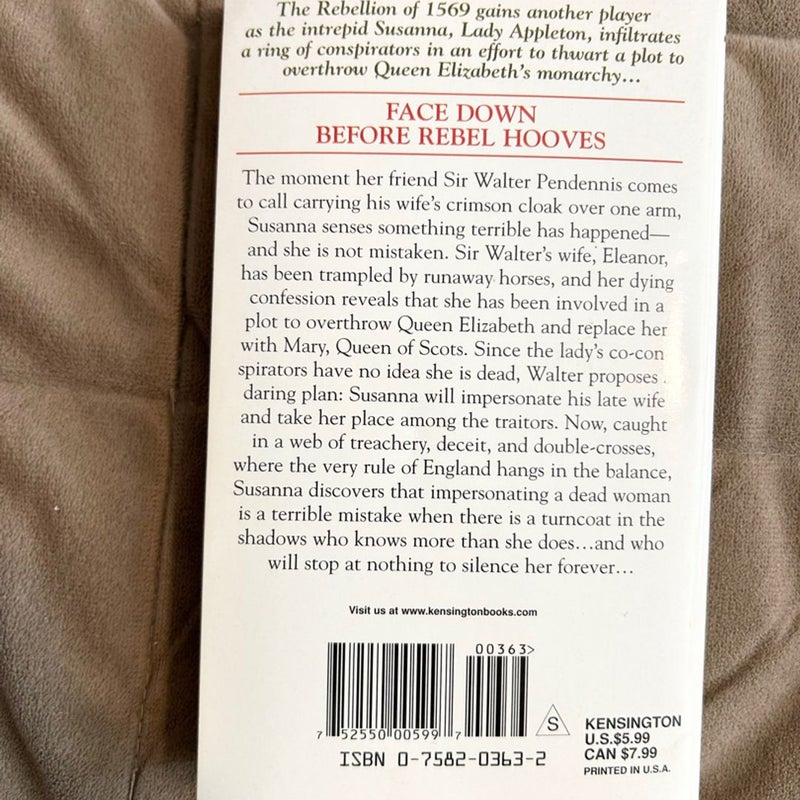 The Rebellion of 1569 gains another player
as the intrepid Susanna, Lady Appleton, infiltrates
a ring of conspirators in an effort to thwart a plot to
overthrow Queen Elizabeth's monarchy...
FACE DOWN
BEFORE REBEL HOOVES
The moment her friend Sir Walter Pendennis comes
to call carrying his wife's crimson cloak over one arm,
Susanna senses something terrible has happened—
and she is not mistaken. Sir Walter's wife, Eleanor,
has been trampled by runaway horses, and her dying
confession reveals that she has been involved in a
plot to overthrow Queen Elizabeth and replace her
with Mary, Queen of Scots. Since the lady's co-con
spirators have no idea she is dead, Walter proposes
daring plan: Susanna will impersonate his late wife
and take her place among the traitors. Now, caught
in a web of treachery, deceit, and double-crosses,
where the very rule of England hangs in the balance,
Susanna discovers that impersonating a dead woman
is a terrible mistake when there is a turncoat in the
shadows who knows more than she does...and who
will stop at nothing to silence her forever...
Visit us at www.kensingtonbooks.com
00363>
7 52550 00599 7
S
ISBN 0-7582-0363-2
KENSINGTON
U.S.$5.99
CAN $7.99
PRINTED IN U.S.A.